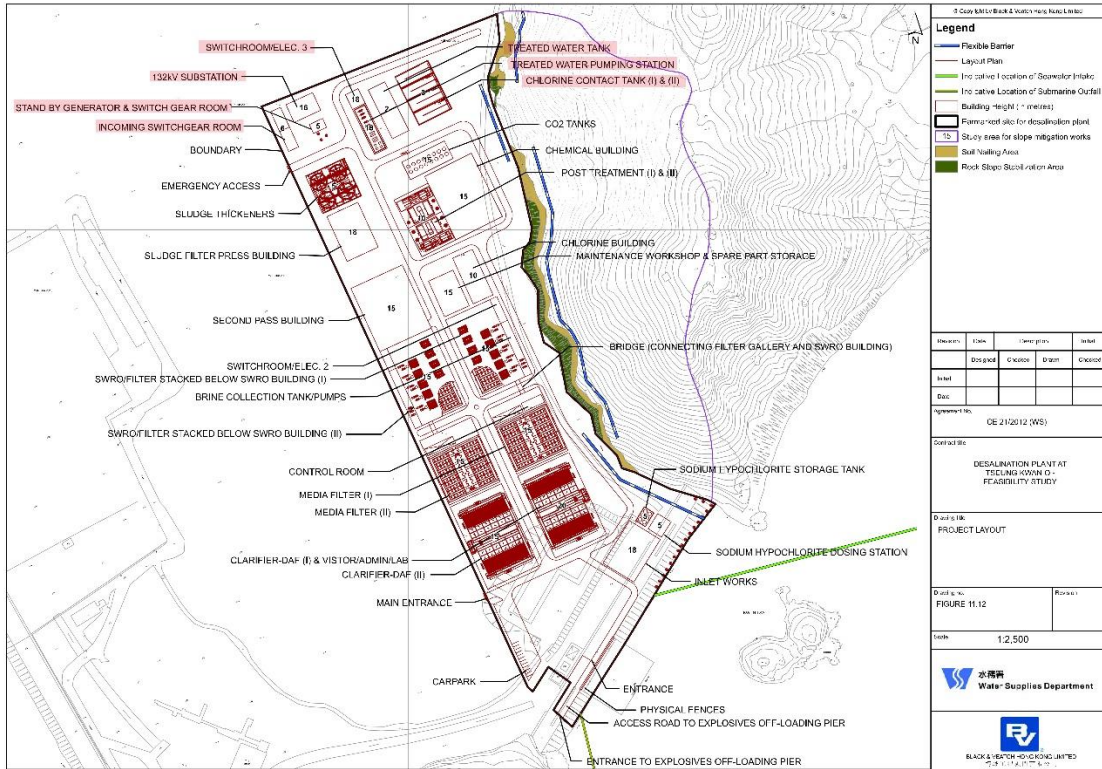 © Copyright by Black & Veatch Hong Kong Limited
N
Legend
Flexible Barrier
Layout Plan
Indicative Location of Seawater Intake
Indicative Location of Submarine Outfall
Building Height (in metres)
Earmarked site for desalination plant
15 Study area for slope mitigation works
Soil Nailing Area
Rock Slope Stabilization Area
SWITCHROOM/ELEC. 3
132kV SUBSTATION
STAND BY GENERATOR & SWITCH GEAR ROOM
INCOMING SWITCHGEAR ROOM
BOUNDARY
EMERGENCY ACCESS
SLUDGE THICKENERS
SLUDGE FILTER PRESS BUILDING
SECOND PASS BUILDING
SWITCHROOM/ELEC. 2
SWRO/FILTER STACKED BELOW SWRO BUILDING (I)
BRINE COLLECTION TANK/PUMPS
SWRO/FILTER STACKED BELOW SWRO BUILDING (II)
CONTROL ROOM
MEDIA FILTER (I)
MEDIA FILTER (II)
CLARIFIER-DAF (I) & VISTOR/ADMIN/LAB
CLARIFIER-DAF (II)
MAIN ENTRANCE
CARPARK
TREATED WATER TANK
TREATED WATER PUMPING STATION
CHLORINE CONTACT TANK (I) & (II)
CO2 TANKS
CHEMICAL BUILDING
POST TREATMENT (I) & (II)
CHLORINE BUILDING
MAINTENANCE WORKSHOP & SPARE PART STORAGE
BRIDGE (CONNECTING FILTER GALLERY AND SWRO BUILDING)
SODIUM HYPOCHLORITE STORAGE TANK
SODIUM HYPOCHLORITE DOSING STATION
INLET WORKS
ENTRANCE
PHYSICAL FENCES
ACCESS ROAD TO EXPLOSIVES OFF-LOADING PIER
ENTRANCE TO EXPLOSIVES OFF-LOADING PIER
16
5
6
18
2
15
15
18
10
15
15
18
5
Revision Date Description Initial
Designed Checked Drawn Checked
Initial
Date
Agreement No.
CE 21/2012 (WS)
Contract title
DESALINATION PLANT AT
TSEUNG KWAN O -
FEASIBILITY STUDY
Drawing title
PROJECT LAYOUT
Drawing no.
FIGURE 11.12
Revision
Scale
1:2,500
水務署
Water Supplies Department
BV
BLACK & VEATCH HONG KONG LIMITED